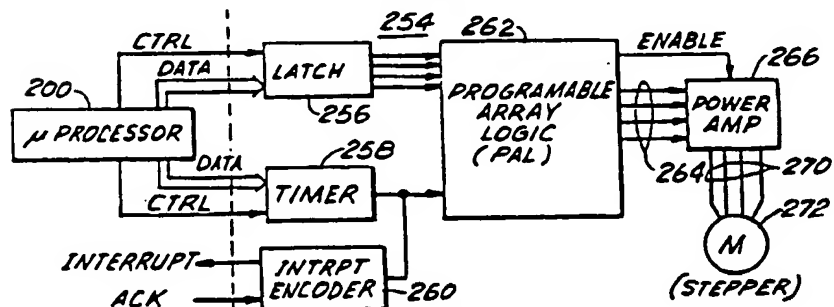 CTRL
DATA
200
μ PROCESSOR
DATA
CTRL
INTERRUPT
ACK
LATCH
256
258
TIMER
INTRPT
ENCODER
260
254
262
PROGRAMABLE
ARRAY
LOGIC
(PAL)
ENABLE
266
POWER
AMP
264
270
272
M
(STEPPER)